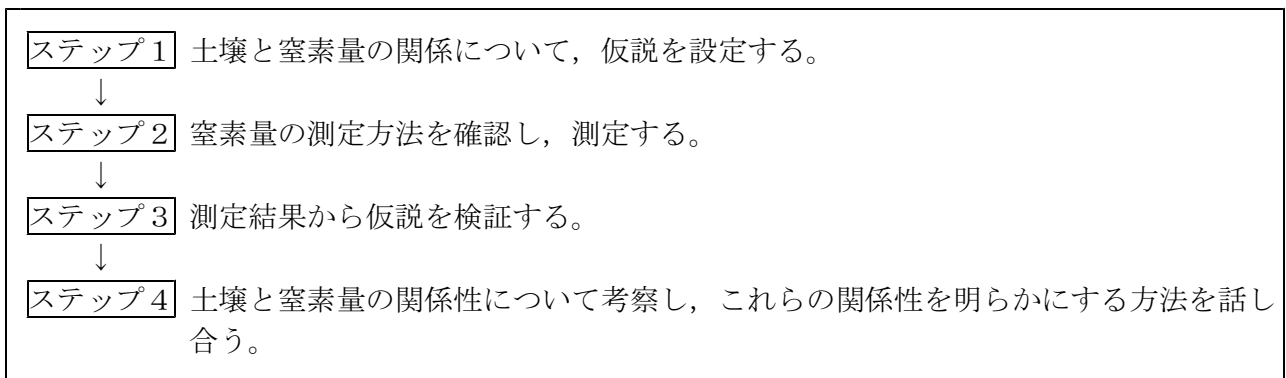 ステップ１ 土壌と窒素量の関係について，仮説を設定する。
↓
ステップ２ 窒素量の測定方法を確認し，測定する。
↓
ステップ３ 測定結果から仮説を検証する。
↓
ステップ４ 土壌と窒素量の関係性について考察し，これらの関係性を明らかにする方法を話し
合う。